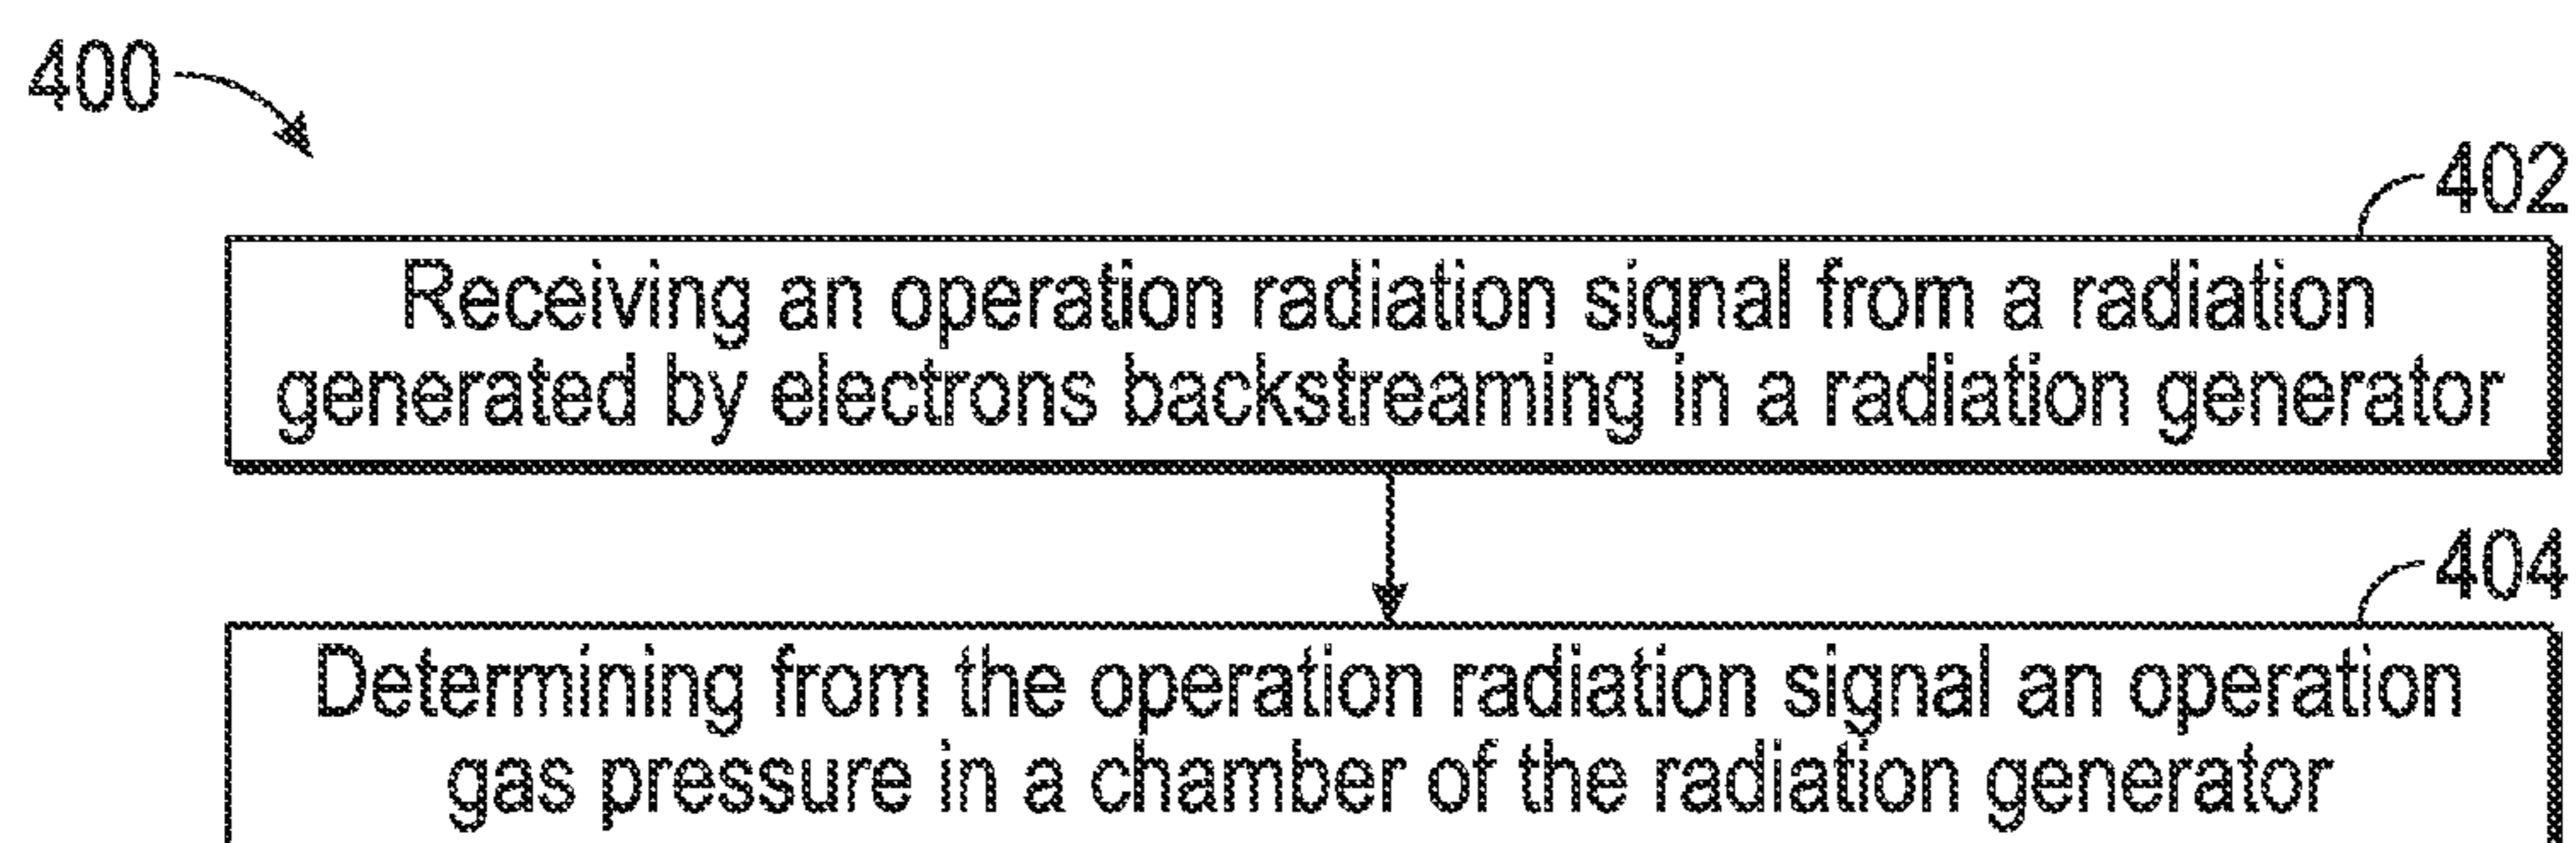 400
402
Receiving an operation radiation signal from a radiation
generated by electrons backstreaming in a radiation generator
404
Determining from the operation radiation signal an operation
gas pressure in a chamber of the radiation generator